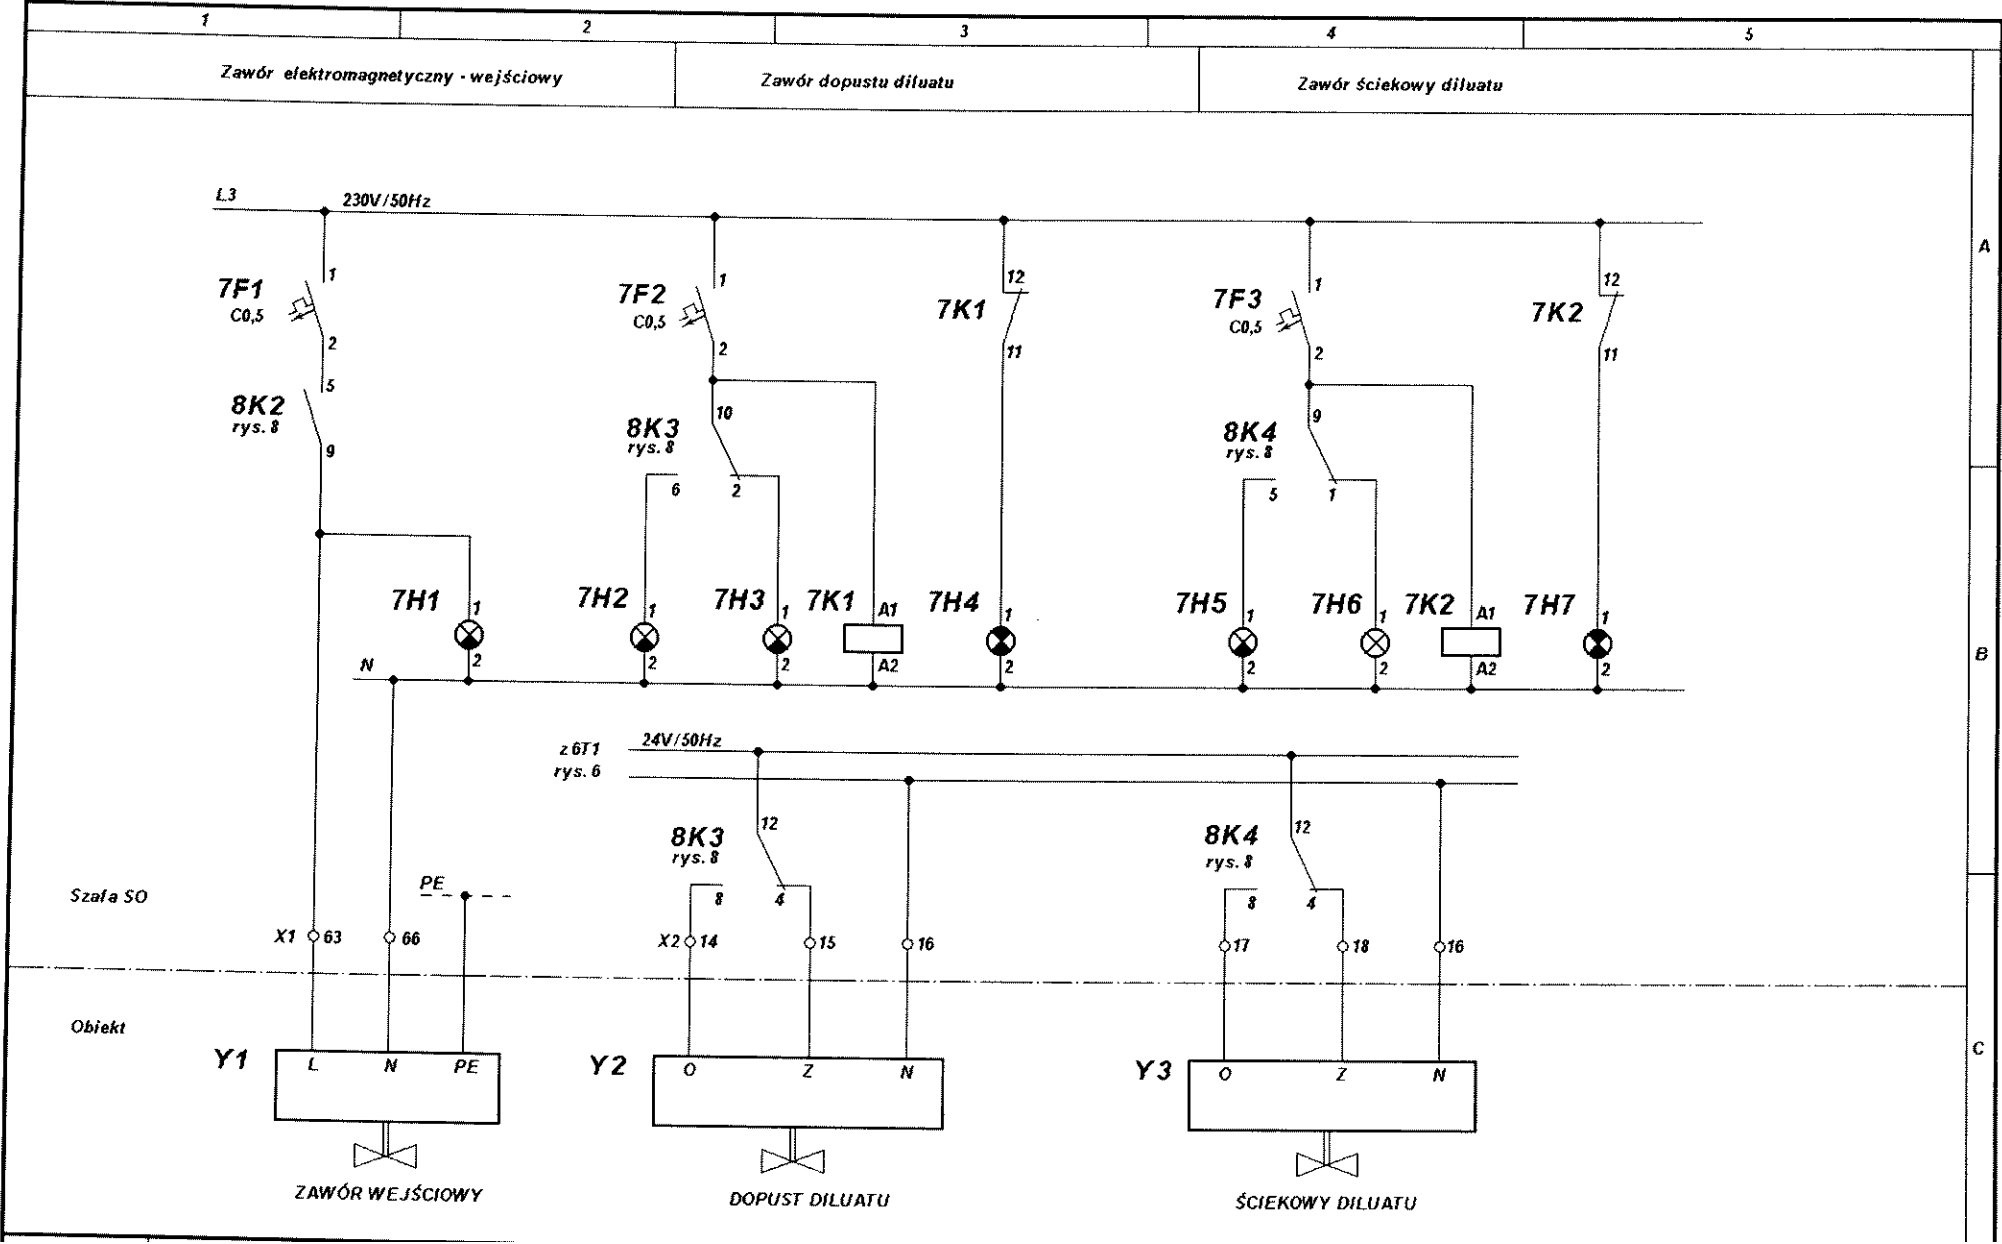 1 2 3 4 5
Zawór elektromagnetyczny - wejściowy
Zawór dopustu diluatu
Zawór ściekowy diluatu
L3 230V/50Hz
A
1 1 12 1 12
7F1 7F2 7K1 7F3 7K2
C0,5 C0,5 C0,5
2 2 11 2 11
5 10 9
8K2 8K3 8K4
rys. 8 rys. 8 rys. 8
9 6 2 5 1
7H1 7H2 7H3 7K1 7H4 7H5 7H6 7K2 7H7
1 1 1 A1 1 1 1 A1 1
2 2 2 A2 2 2 2 A2 2
N
B
z 6T1 24V/50Hz
rys. 6
12 12
8K3 8K4
rys. 8 rys. 8
PE
8 4 8 4
Szafa SO
X1 63 66 X2 14 15 16 17 18 16
Obiekt
C
Y1 L N PE
Y2 O Z N
Y3 O Z N
ZAWÓR WEJŚCIOWY
DOPUST DILUATU
ŚCIEKOWY DILUATU